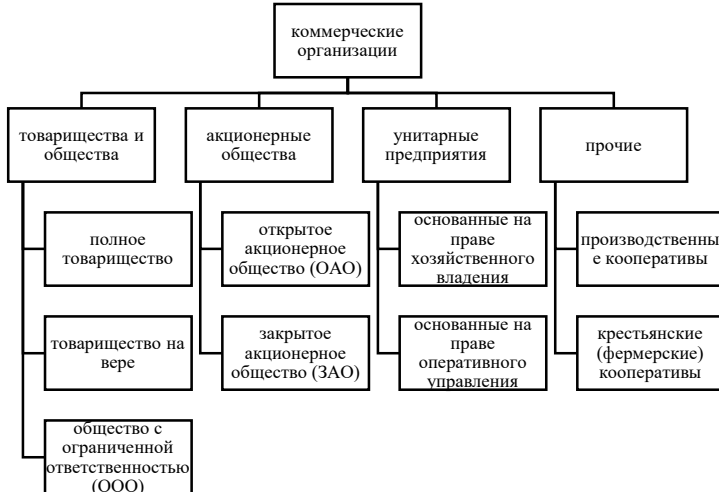 коммерческие
организации
товарищества и
общества
акционерные
общества
унитарные
предприятия
прочие
полное
товарищество
открытое
акционерное
общество (ОАО)
основанные на
праве
хозяйственного
владения
производственны
е кооперативы
товарищество на
вере
закрытое
акционерное
общество (ЗАО)
основанные на
праве
оперативного
управления
крестьянские
(фермерские)
кооперативы
общество с
ограниченной
ответственностью
(ООО)